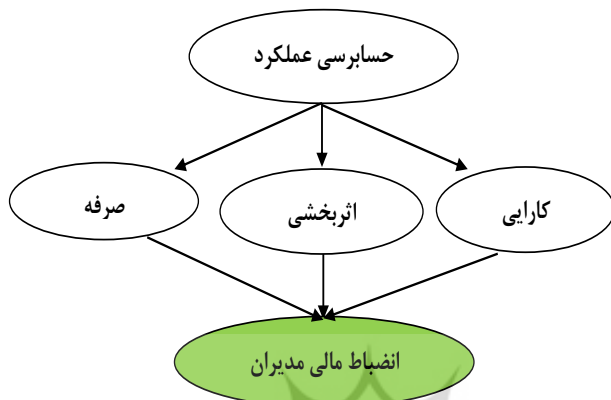 حسابرسی عملکرد
کارایی
اثربخشی
صرفه
انضباط مالی مدیران